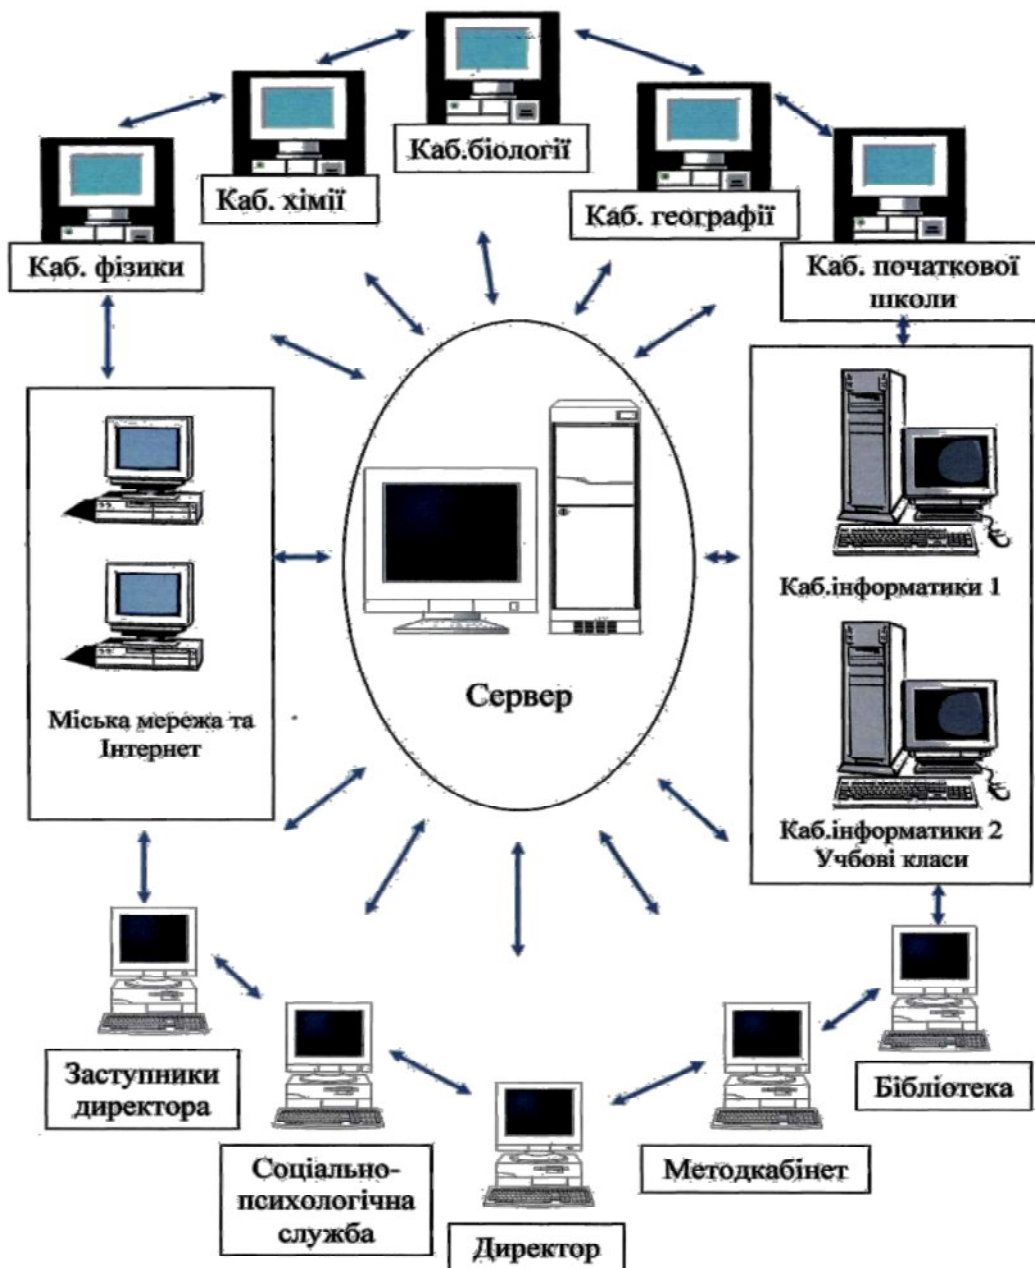 Каб.біології
Каб. хімії
Каб. географії
Каб. фізики
Каб. початкової
школи
Каб.інформатики 1
Сервер
Міська мережа та
Інтернет
Каб.інформатики 2
Учбові класи
Заступники
директора
Бібліотека
Соціально-
психологічна
служба
Методкабінет
Директор